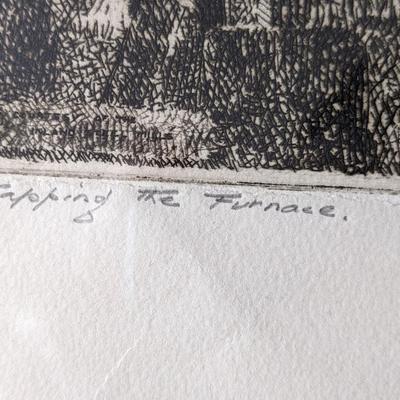 Tapping the Furnace.